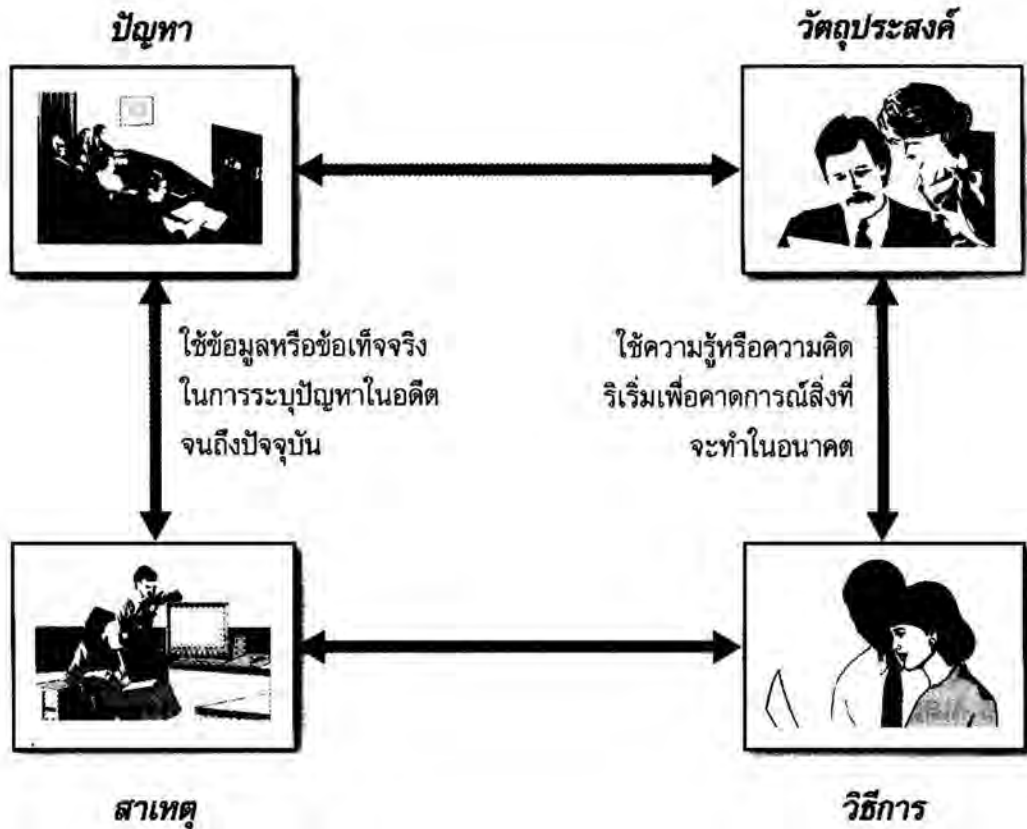 ปัญหา
วัตถุประสงค์
ใช้ข้อมูลหรือข้อเท็จจริง
ในการระบุปัญหาในอดีต
จนถึงปัจจุบัน
ใช้ความรู้หรือความคิด
ริเริ่มเพื่อคาดการณ์สิ่งที่
จะทำในอนาคต
สาเหตุ
วิธีการ